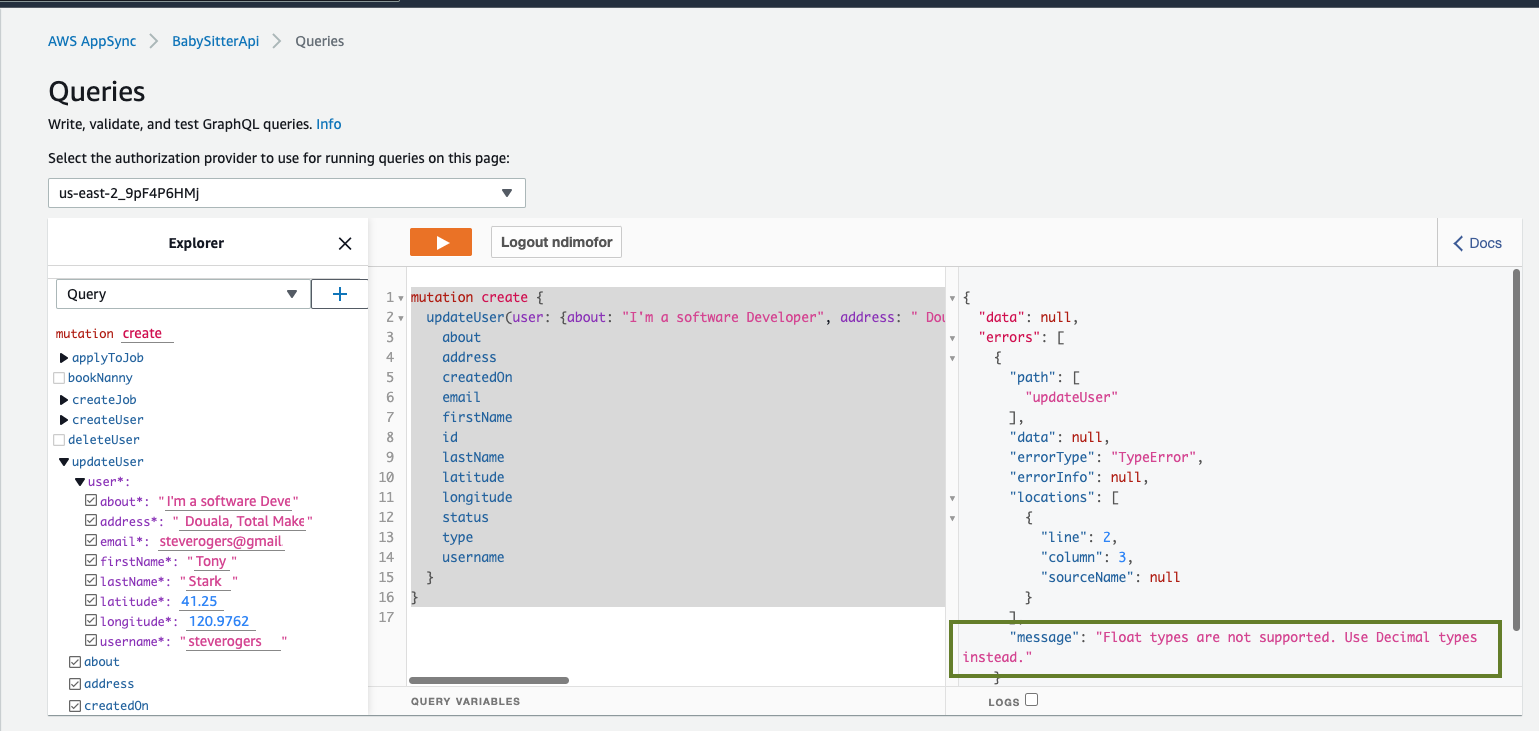 AWS AppSync > BabySitterApi > Queries
Queries
Write, validate, and test GraphQL queries. Info
Select the authorization provider to use for running queries on this page:
us-east-2_9pF4P6HMj
Explorer
Query
mutation create
applyToJob
bookNanny
createJob
createUser
deleteUser
updateUser
user*:
about*: "I'm a software Deve"
address*: " Douala, Total Make"
email*: steverogers@gmail
firstName*: "Tony "
lastName*: "Stark "
latitude*: 41.25
longitude*: 120.9762
username*: "steverogers "
about
address
createdOn
Logout ndimofor
Docs
1 mutation create {
2 updateUser(user: {about: "I'm a software Developer", address: " Dou
3 about
4 address
5 createdOn
6 email
7 firstName
8 id
9 lastName
10 latitude
11 longitude
12 status
13 type
14 username
15 }
16 }
17
QUERY VARIABLES
{
"data": null,
"errors": [
{
"path": [
"updateUser"
],
"data": null,
"errorType": "TypeError",
"errorInfo": null,
"locations": [
{
"line": 2,
"column": 3,
"sourceName": null
}
],
"message": "Float types are not supported. Use Decimal types
instead."
}
LOGS